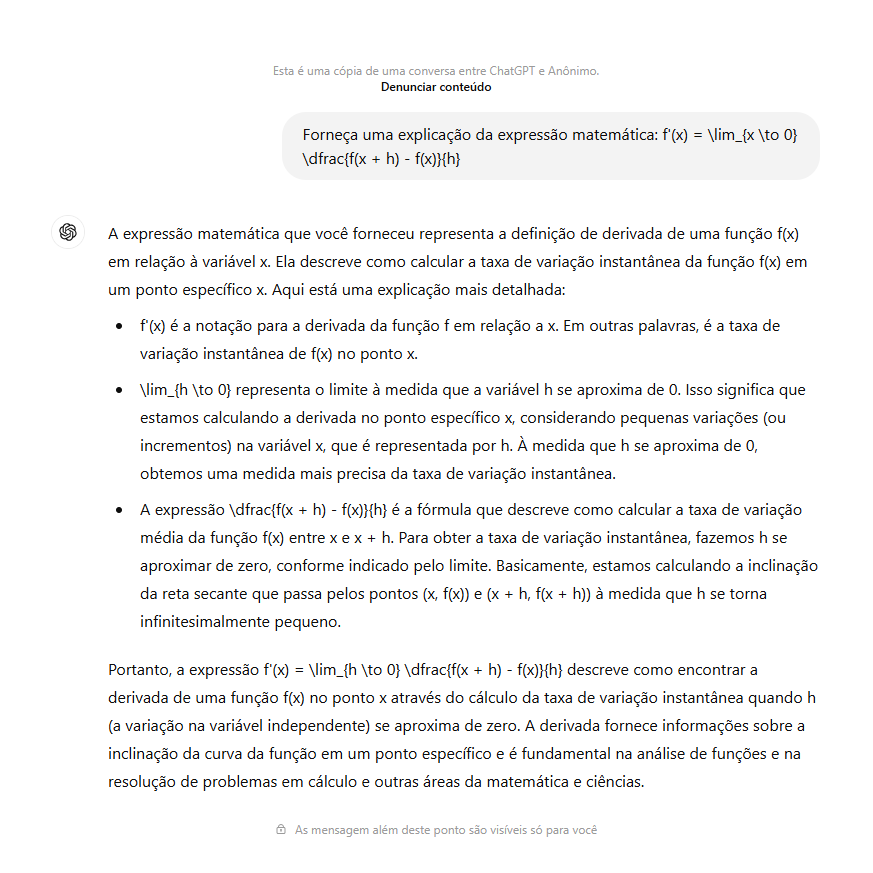 Esta é uma cópia de uma conversa entre ChatGPT e Anônimo.
Denunciar conteúdo
Forneça uma explicação da expressão matemática: f'(x) = \lim_{x \to 0}
\dfrac{f(x + h) - f(x)}{h}
A expressão matemática que você forneceu representa a definição de derivada de uma função f(x)
em relação à variável x. Ela descreve como calcular a taxa de variação instantânea da função f(x) em
um ponto específico x. Aqui está uma explicação mais detalhada:
• f'(x) é a notação para a derivada da função f em relação a x. Em outras palavras, é a taxa de
variação instantânea de f(x) no ponto x.
• \lim_{h \to 0} representa o limite à medida que a variável h se aproxima de 0. Isso significa que
estamos calculando a derivada no ponto específico x, considerando pequenas variações (ou
incrementos) na variável x, que é representada por h. À medida que h se aproxima de 0,
obtemos uma medida mais precisa da taxa de variação instantânea.
• A expressão \dfrac{f(x + h) - f(x)}{h} é a fórmula que descreve como calcular a taxa de variação
média da função f(x) entre x e x + h. Para obter a taxa de variação instantânea, fazemos h se
aproximar de zero, conforme indicado pelo limite. Basicamente, estamos calculando a inclinação
da reta secante que passa pelos pontos (x, f(x)) e (x + h, f(x + h)) à medida que h se torna
infinitesimalmente pequeno.
Portanto, a expressão f'(x) = \lim_{h \to 0} \dfrac{f(x + h) - f(x)}{h} descreve como encontrar a
derivada de uma função f(x) no ponto x através do cálculo da taxa de variação instantânea quando h
(a variação na variável independente) se aproxima de zero. A derivada fornece informações sobre a
inclinação da curva da função em um ponto específico e é fundamental na análise de funções e na
resolução de problemas em cálculo e outras áreas da matemática e ciências.
As mensagem além deste ponto são visíveis só para você